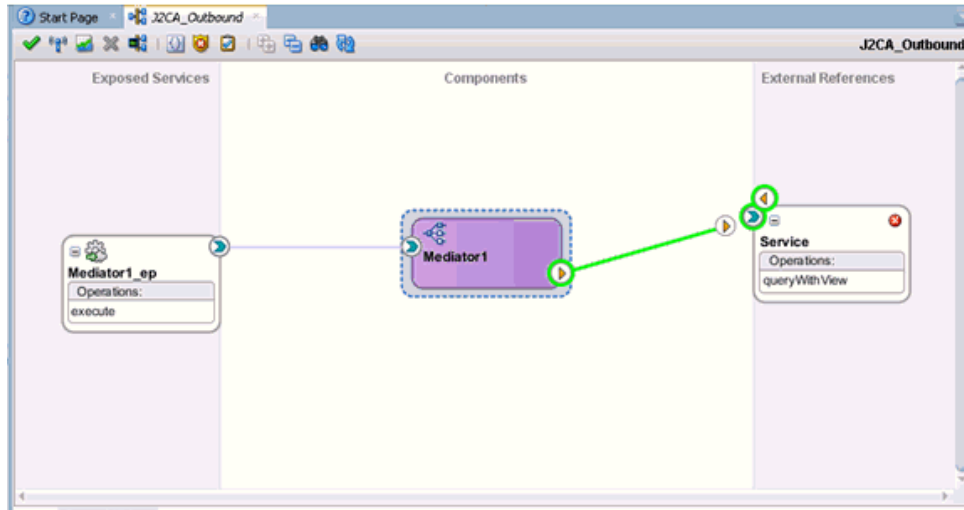 Start Page
J2CA_Outbound
J2CA_Outbound
Exposed Services
Components
External References
Mediator1_ep
Operations:
execute
Mediator1
Service
Operations:
queryWithView